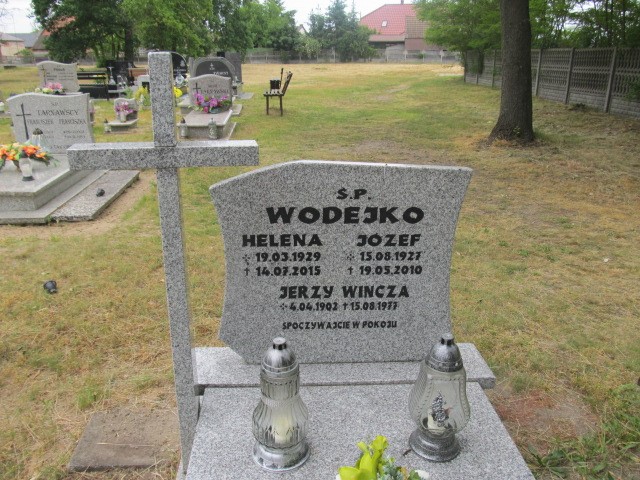 Ś.P.
WODEJKO
HELENA JÓZEF
19.03.1929 15.08.1927
† 14.07.2015 † 19.05.2010
JERZY WINCZA
4.04.1902 † 15.08.1977
SPOCZYWAJCIE W POKOJU